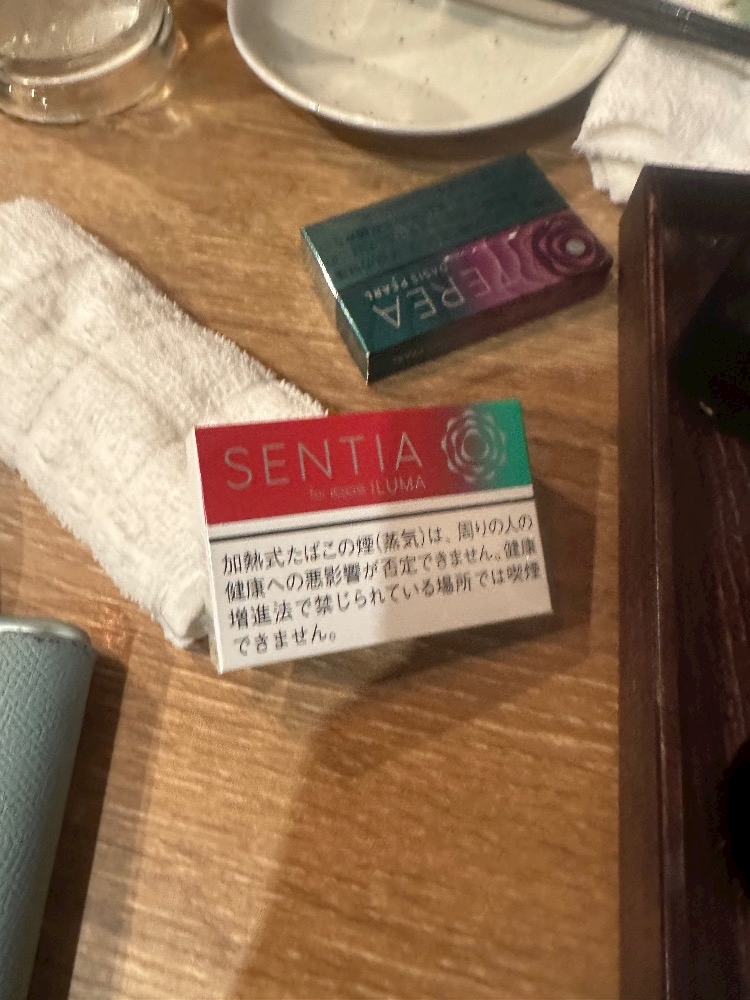 TEREA
OASIS PEARL
SENTIA
for IQOS ILUMA
加熱式たばこの煙(蒸気)は、周りの人の
健康への悪影響が否定できません。健康
増進法で禁じられている場所では喫煙
できません。